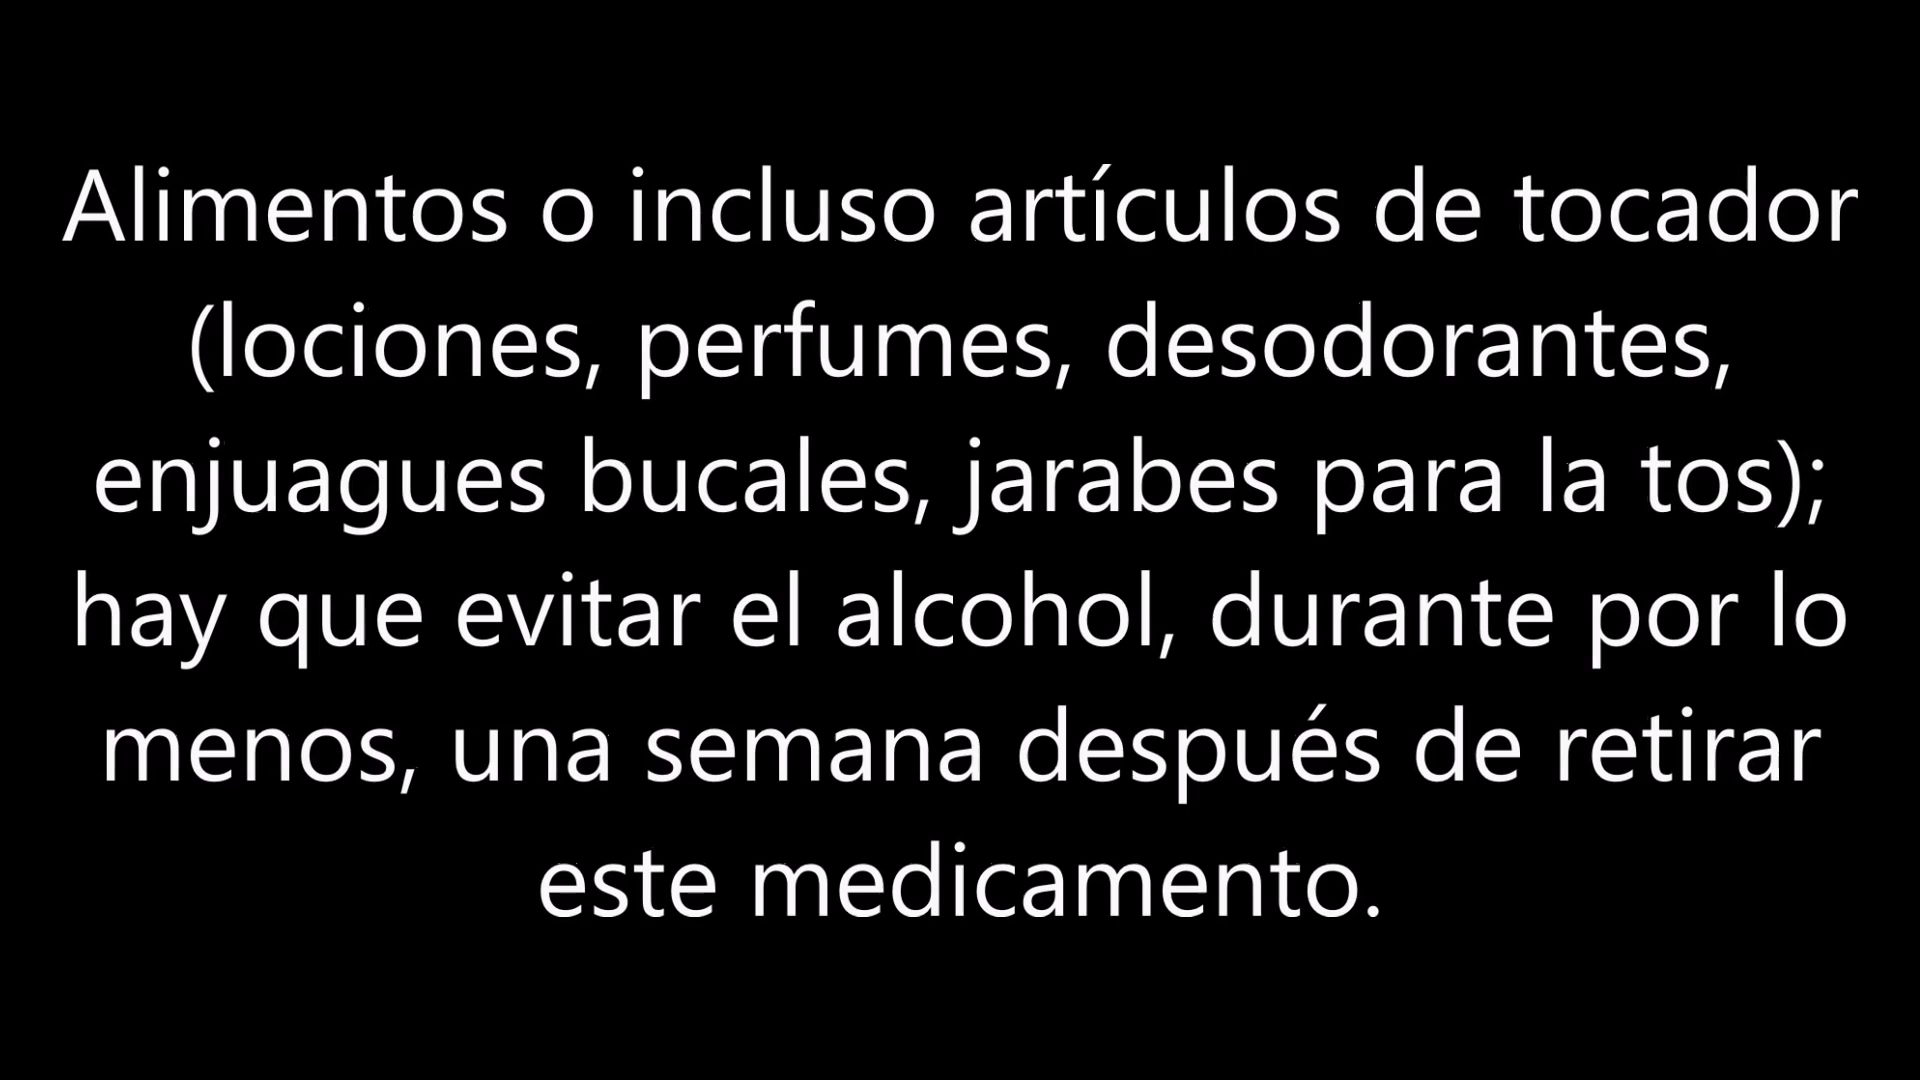 Alimentos o incluso artículos de tocador
(lociones, perfumes, desodorantes,
enjuagues bucales, jarabes para la tos);
hay que evitar el alcohol, durante por lo
menos, una semana después de retirar
este medicamento.